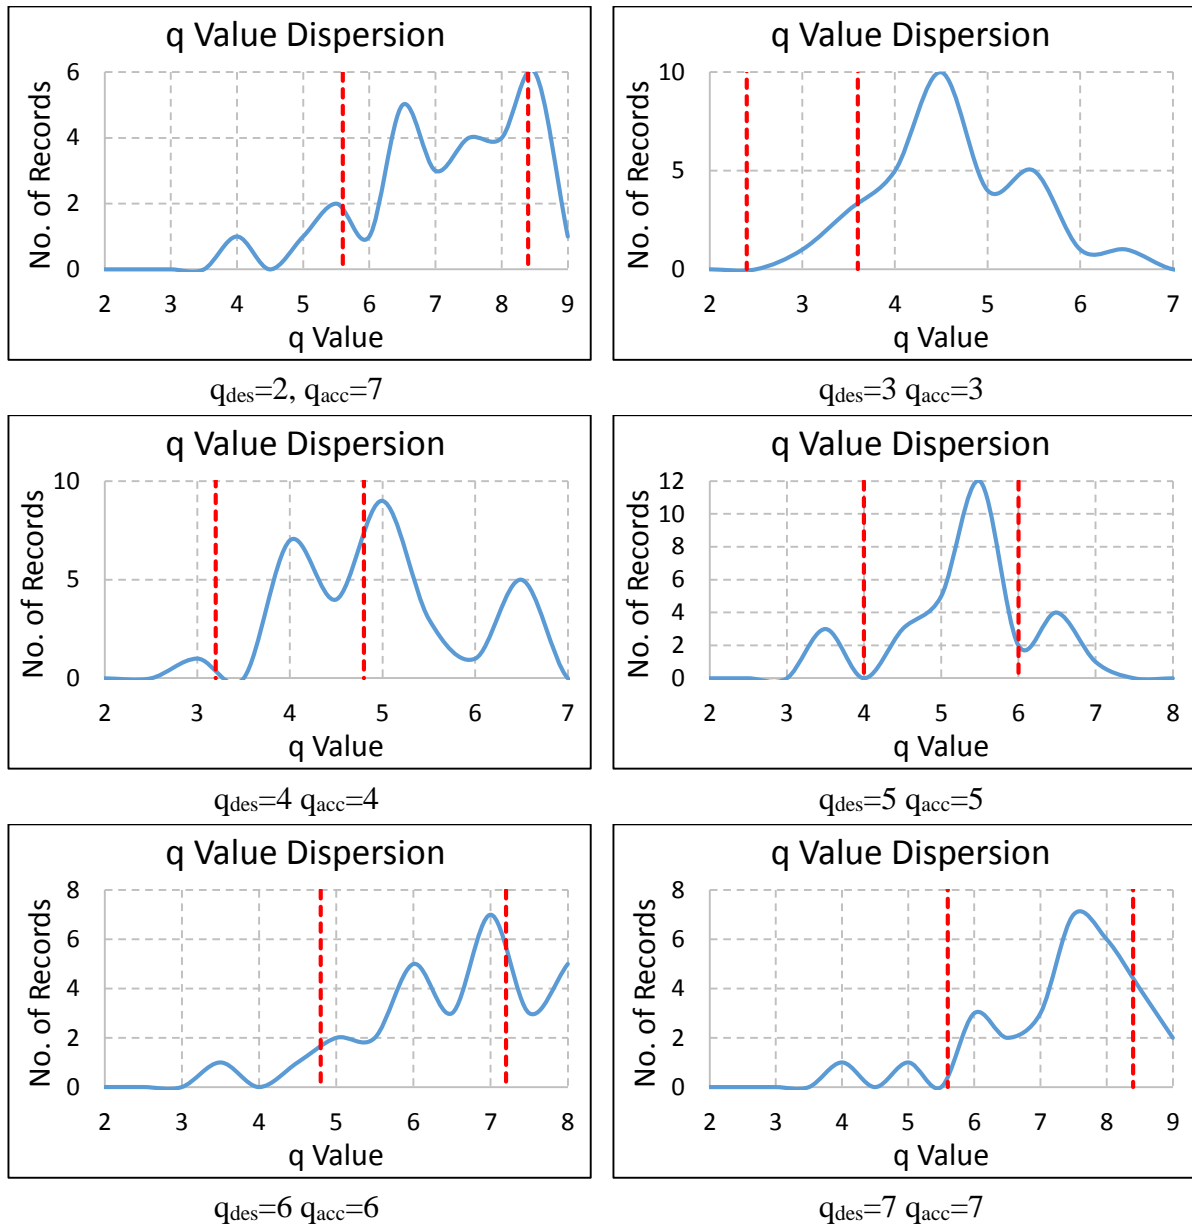 q Value Dispersion
No. of Records
6
4
2
0
2 3 4 5 6 7 8 9
q Value
qdes=2, qacc=7
q Value Dispersion
No. of Records
10
5
0
2 3 4 5 6 7
q Value
qdes=3 qacc=3
q Value Dispersion
No. of Records
10
5
0
2 3 4 5 6 7
q Value
qdes=4 qacc=4
q Value Dispersion
No. of Records
12
10
8
6
4
2
0
2 3 4 5 6 7 8
q Value
qdes=5 qacc=5
q Value Dispersion
No. of Records
8
6
4
2
0
2 3 4 5 6 7 8
q Value
qdes=6 qacc=6
q Value Dispersion
No. of Records
8
6
4
2
0
2 3 4 5 6 7 8 9
q Value
qdes=7 qacc=7